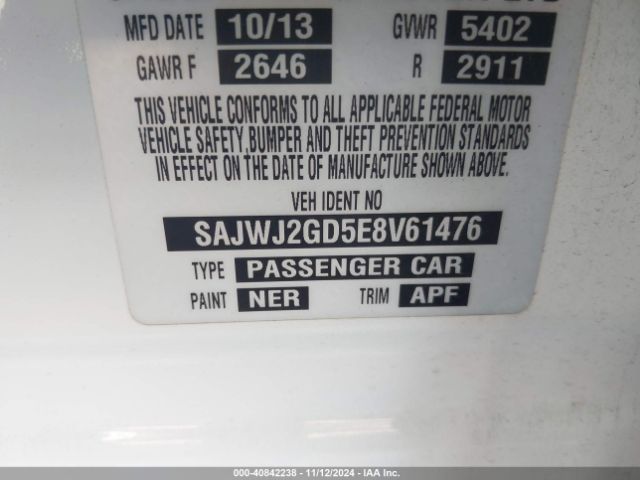 MFD DATE 10/13 GVWR 5402
GAWR F 2646 R 2911
THIS VEHICLE CONFORMS TO ALL APPLICABLE FEDERAL MOTOR
VEHICLE SAFETY, BUMPER AND THEFT PREVENTION STANDARDS
IN EFFECT ON THE DATE OF MANUFACTURE SHOWN ABOVE.
VEH IDENT NO
SAJWJ2GD5E8V61476
TYPE PASSENGER CAR
PAINT NER TRIM APF
000-40842238 - 11/12/2024 - IAA Inc.